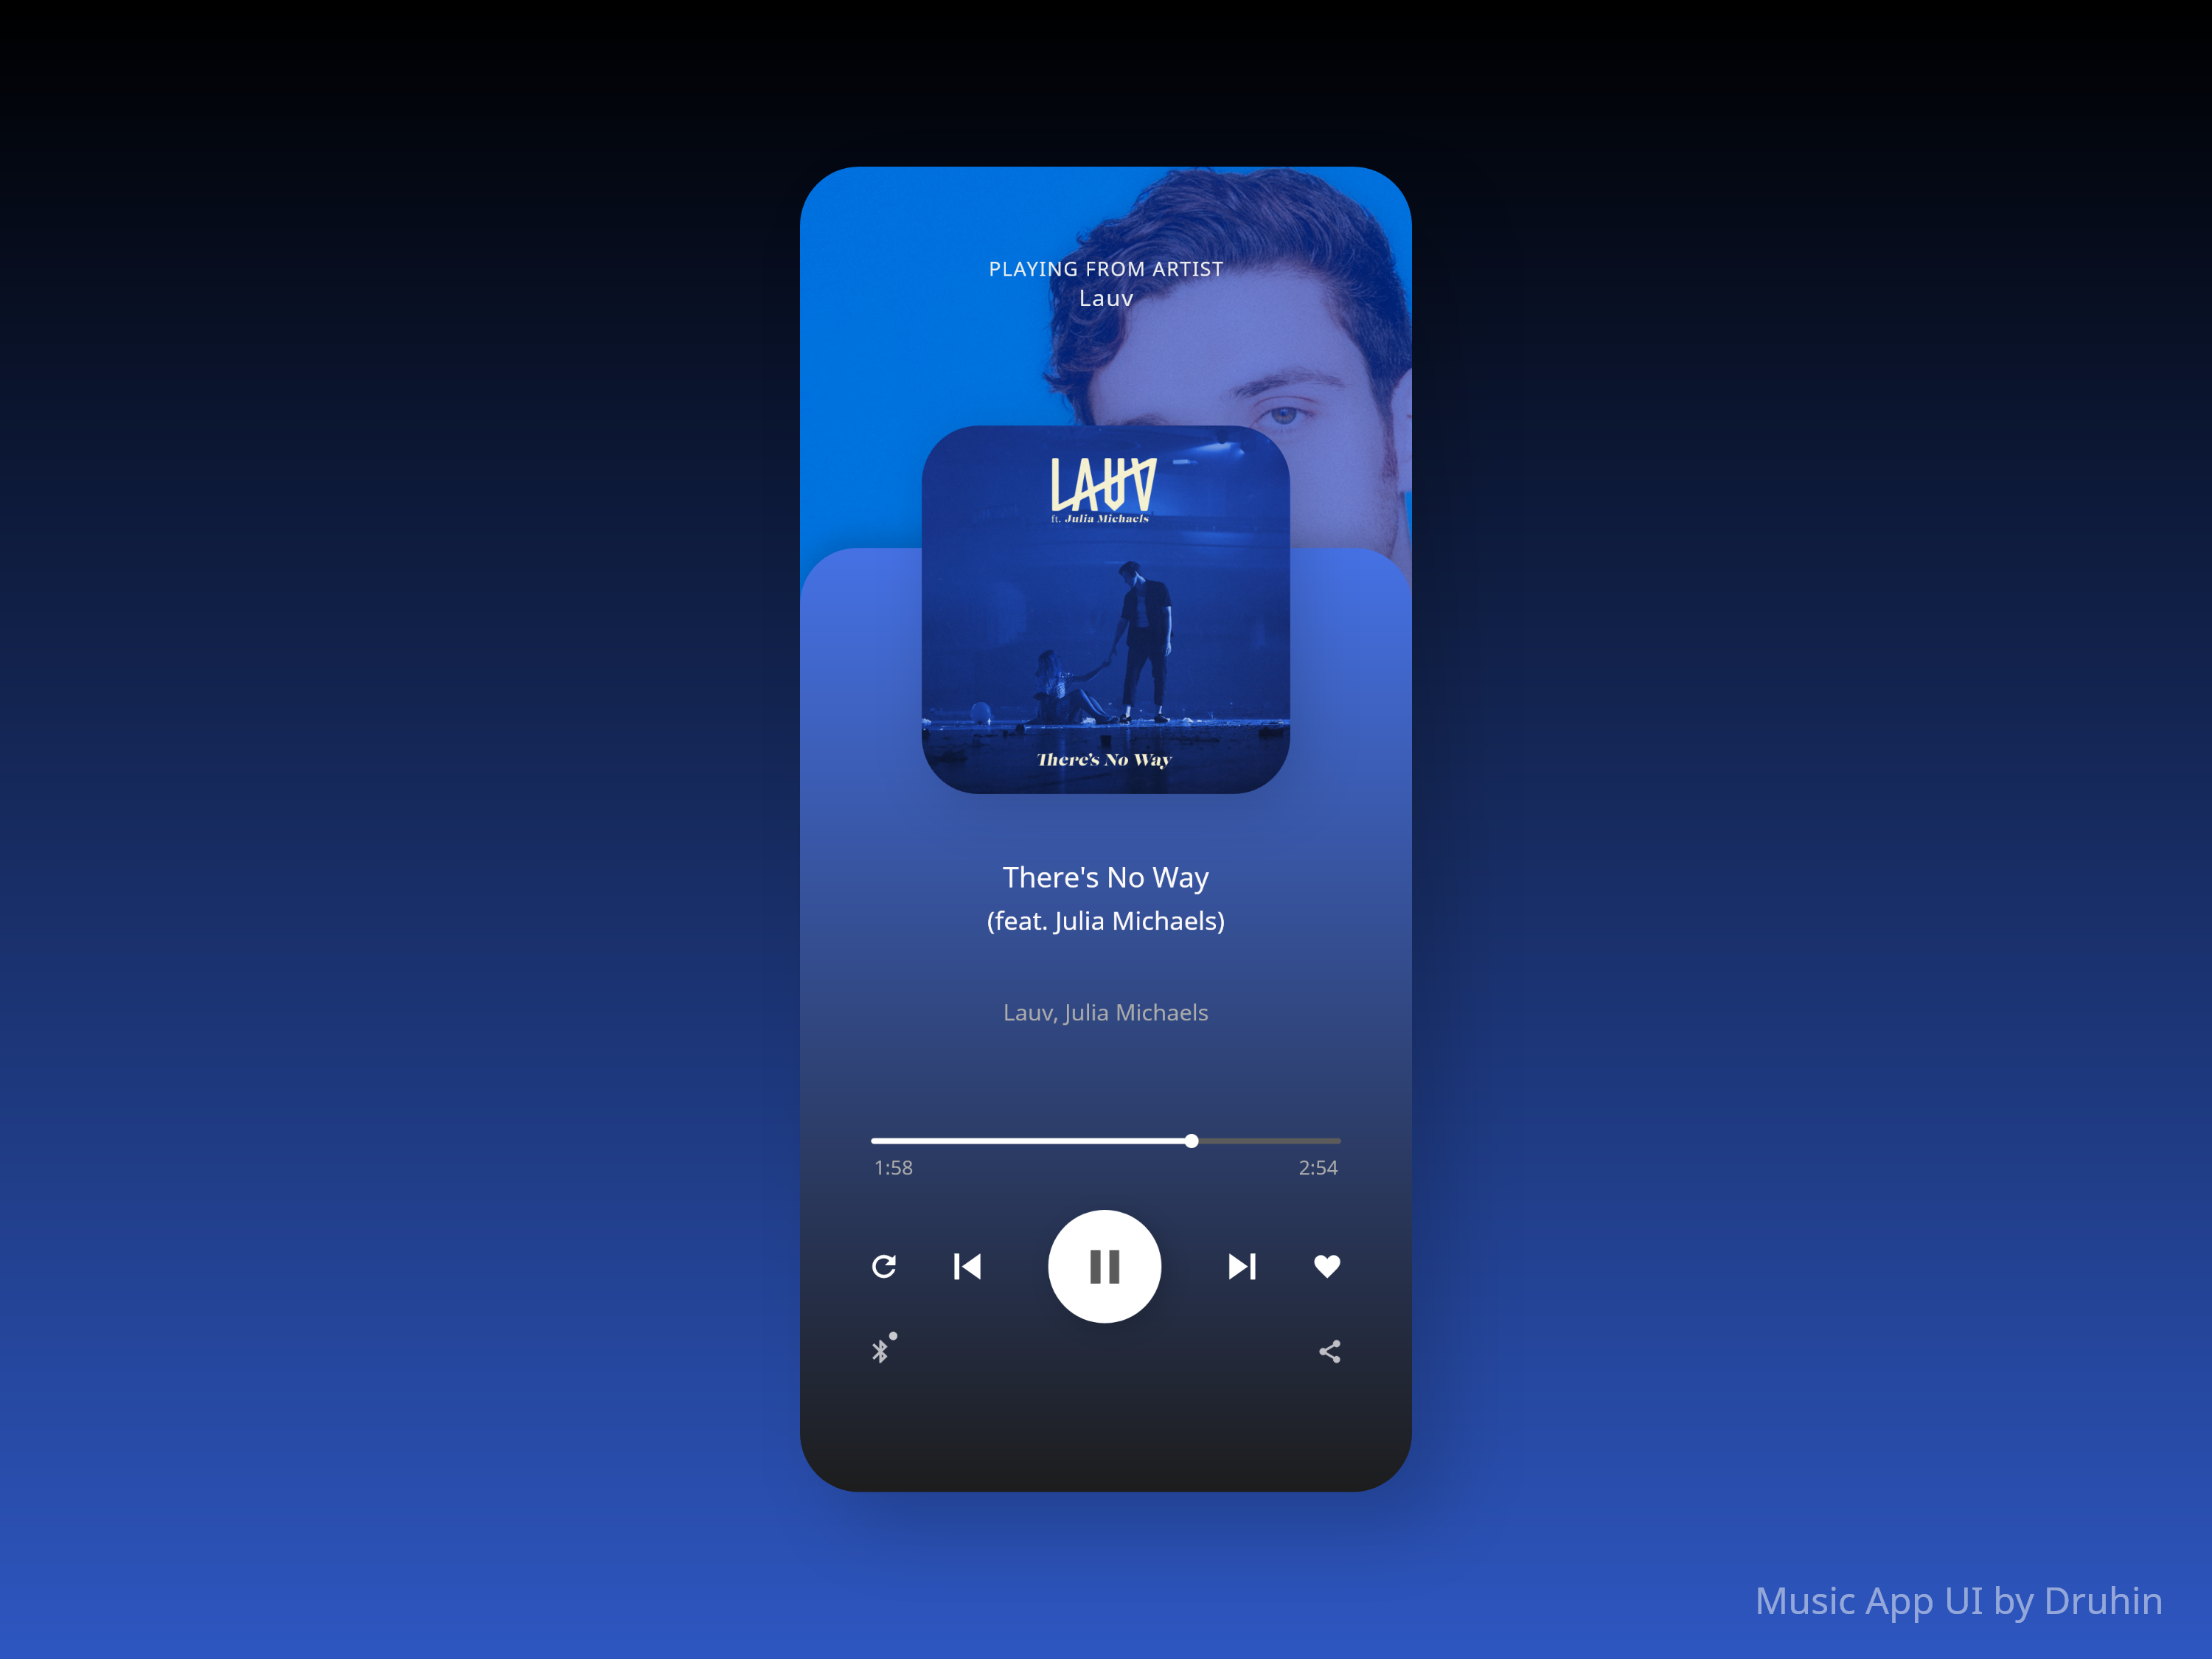 PLAYING FROM ARTIST
Lauv
LAUV
ft. Julia Michaels
There's No Way
There's No Way
(feat. Julia Michaels)
Lauv, Julia Michaels
1:58
2:54
Music App UI by Druhin